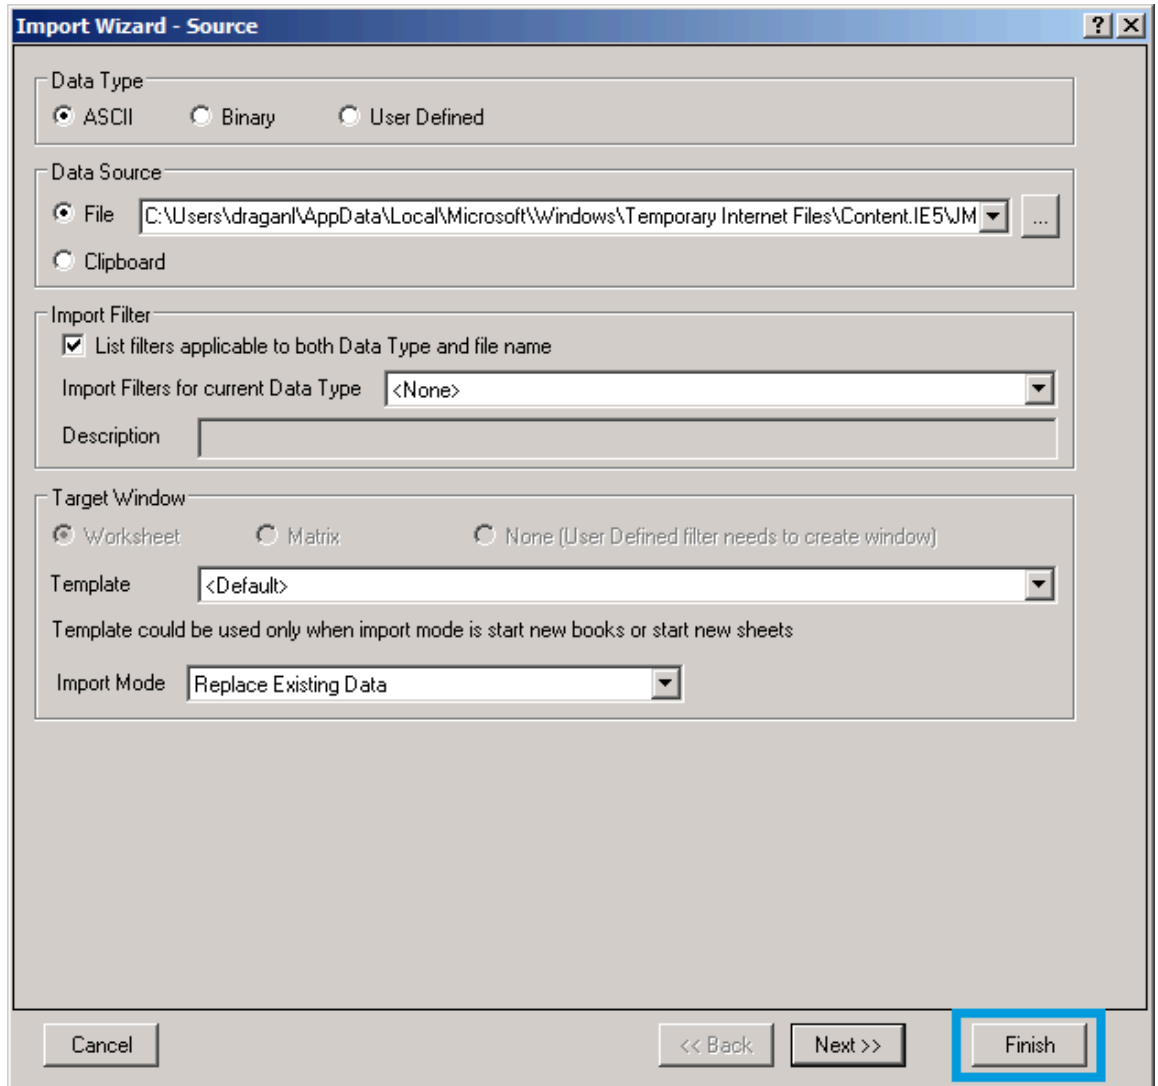 Import Wizard - Source
Data Type
ASCII Binary User Defined
Data Source
File C:\Users\draganl\AppData\Local\Microsoft\Windows\Temporary Internet Files\Content.IE5\JM ...
Clipboard
Import Filter
List filters applicable to both Data Type and file name
Import Filters for current Data Type <None>
Description
Target Window
Worksheet Matrix None (User Defined filter needs to create window)
Template <Default>
Template could be used only when import mode is start new books or start new sheets
Import Mode Replace Existing Data
Cancel << Back Next >> Finish